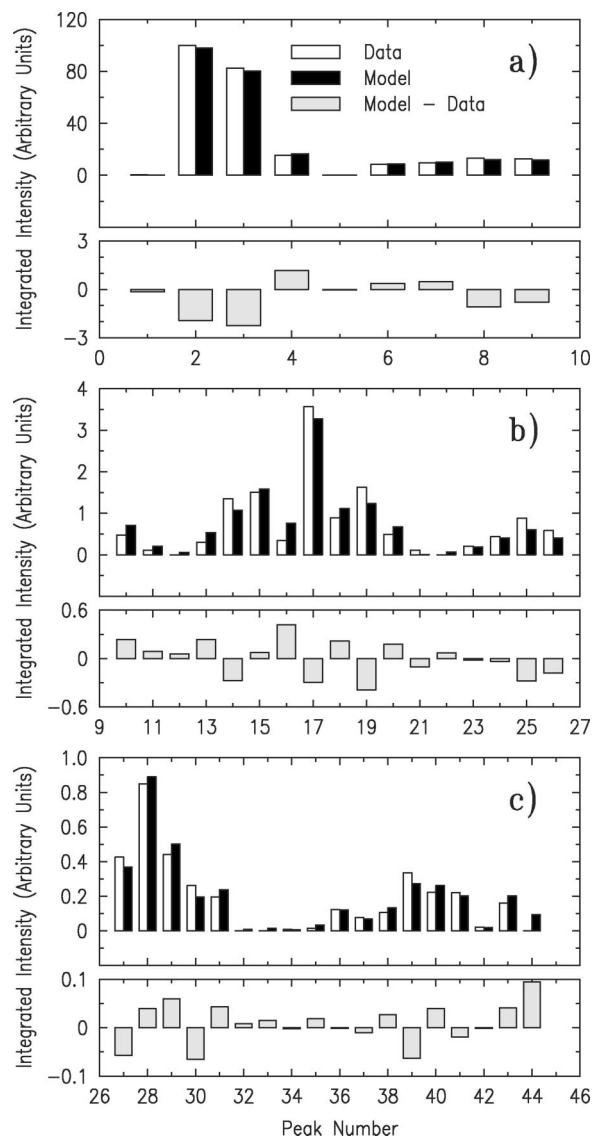 120
80
40
0
Data
Model
Model − Data
a)
3
0
−3
0 2 4 6 8 10
Integrated Intensity (Arbitrary Units)
4
3
2
1
0
b)
0.6
0
−0.6
9 11 13 15 17 19 21 23 25 27
Integrated Intensity (Arbitrary Units)
1.0
0.8
0.6
0.4
0.2
0
c)
0.1
0
−0.1
26 28 30 32 34 36 38 40 42 44 46
Integrated Intensity (Arbitrary Units)
Peak Number